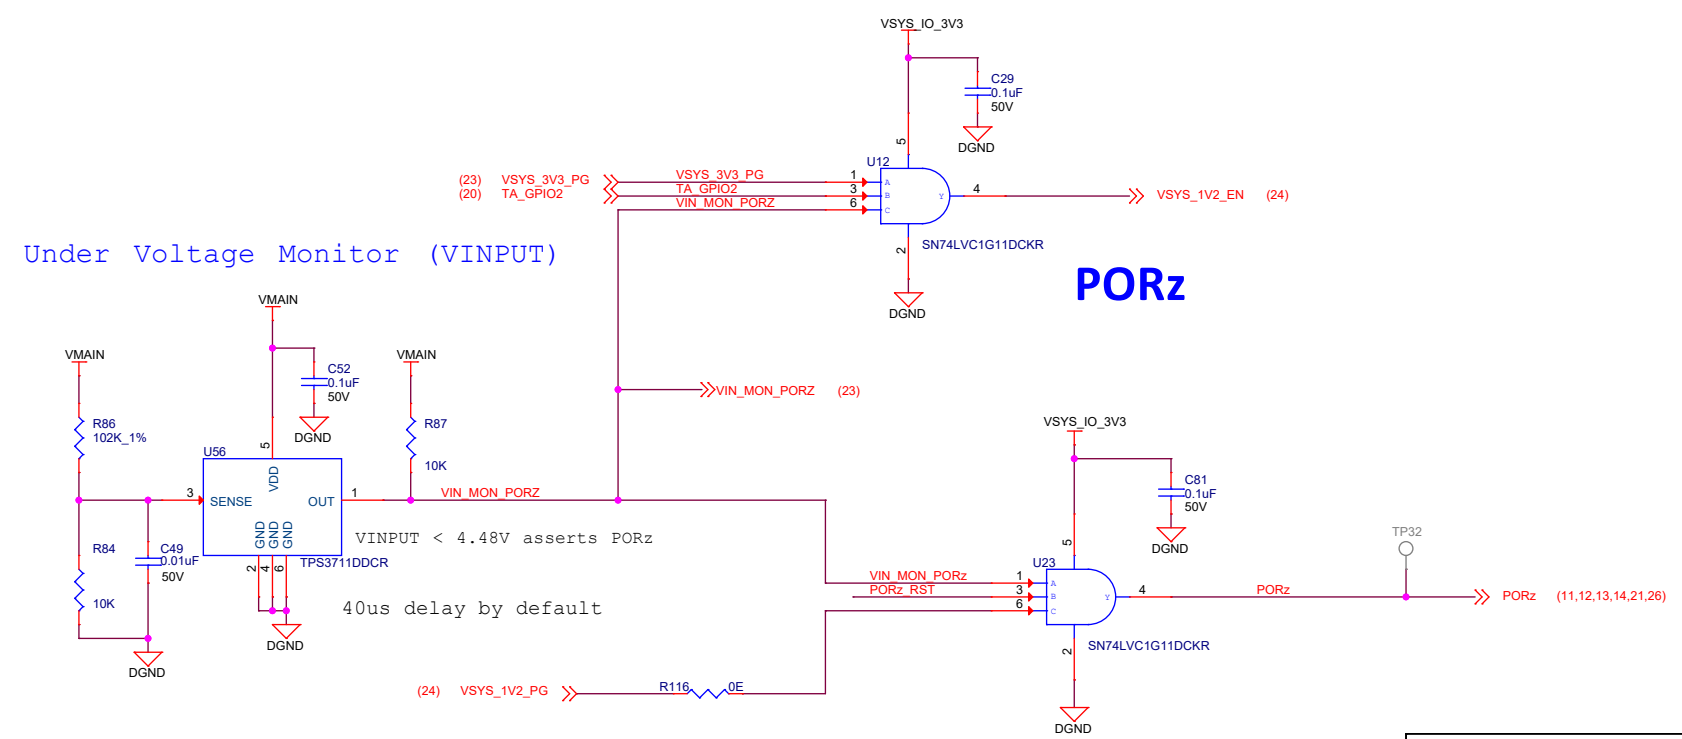 VSYS_IO_3V3
C29
0.1uF
50V
DGND
5
U12
(23) VSYS_3V3_PG
VSYS_3V3_PG
1
A
(20) TA_GPIO2
TA_GPIO2
3
B
Y
4
VSYS_1V2_EN (24)
VIN_MON_PORZ
6
C
2
SN74LVC1G11DCKR
DGND
Under Voltage Monitor (VINPUT)
PORz
VMAIN
VMAIN
VMAIN
C52
0.1uF
50V
DGND
R86
102K_1%
R87
10K
VIN_MON_PORZ (23)
U56
5
VDD
3
SENSE
OUT
1
VIN_MON_PORZ
GND
GND
GND
2
4
6
TPS3711DDCR
VINPUT < 4.48V asserts PORz
R84
10K
C49
0.01uF
50V
DGND
40us delay by default
DGND
VSYS_IO_3V3
C81
0.1uF
50V
DGND
5
U23
TP32
VIN_MON_PORz
1
A
PORz_RST
3
B
Y
4
PORz
PORz (11,12,13,14,21,26)
6
C
2
SN74LVC1G11DCKR
DGND
(24) VSYS_1V2_PG
R116
0E